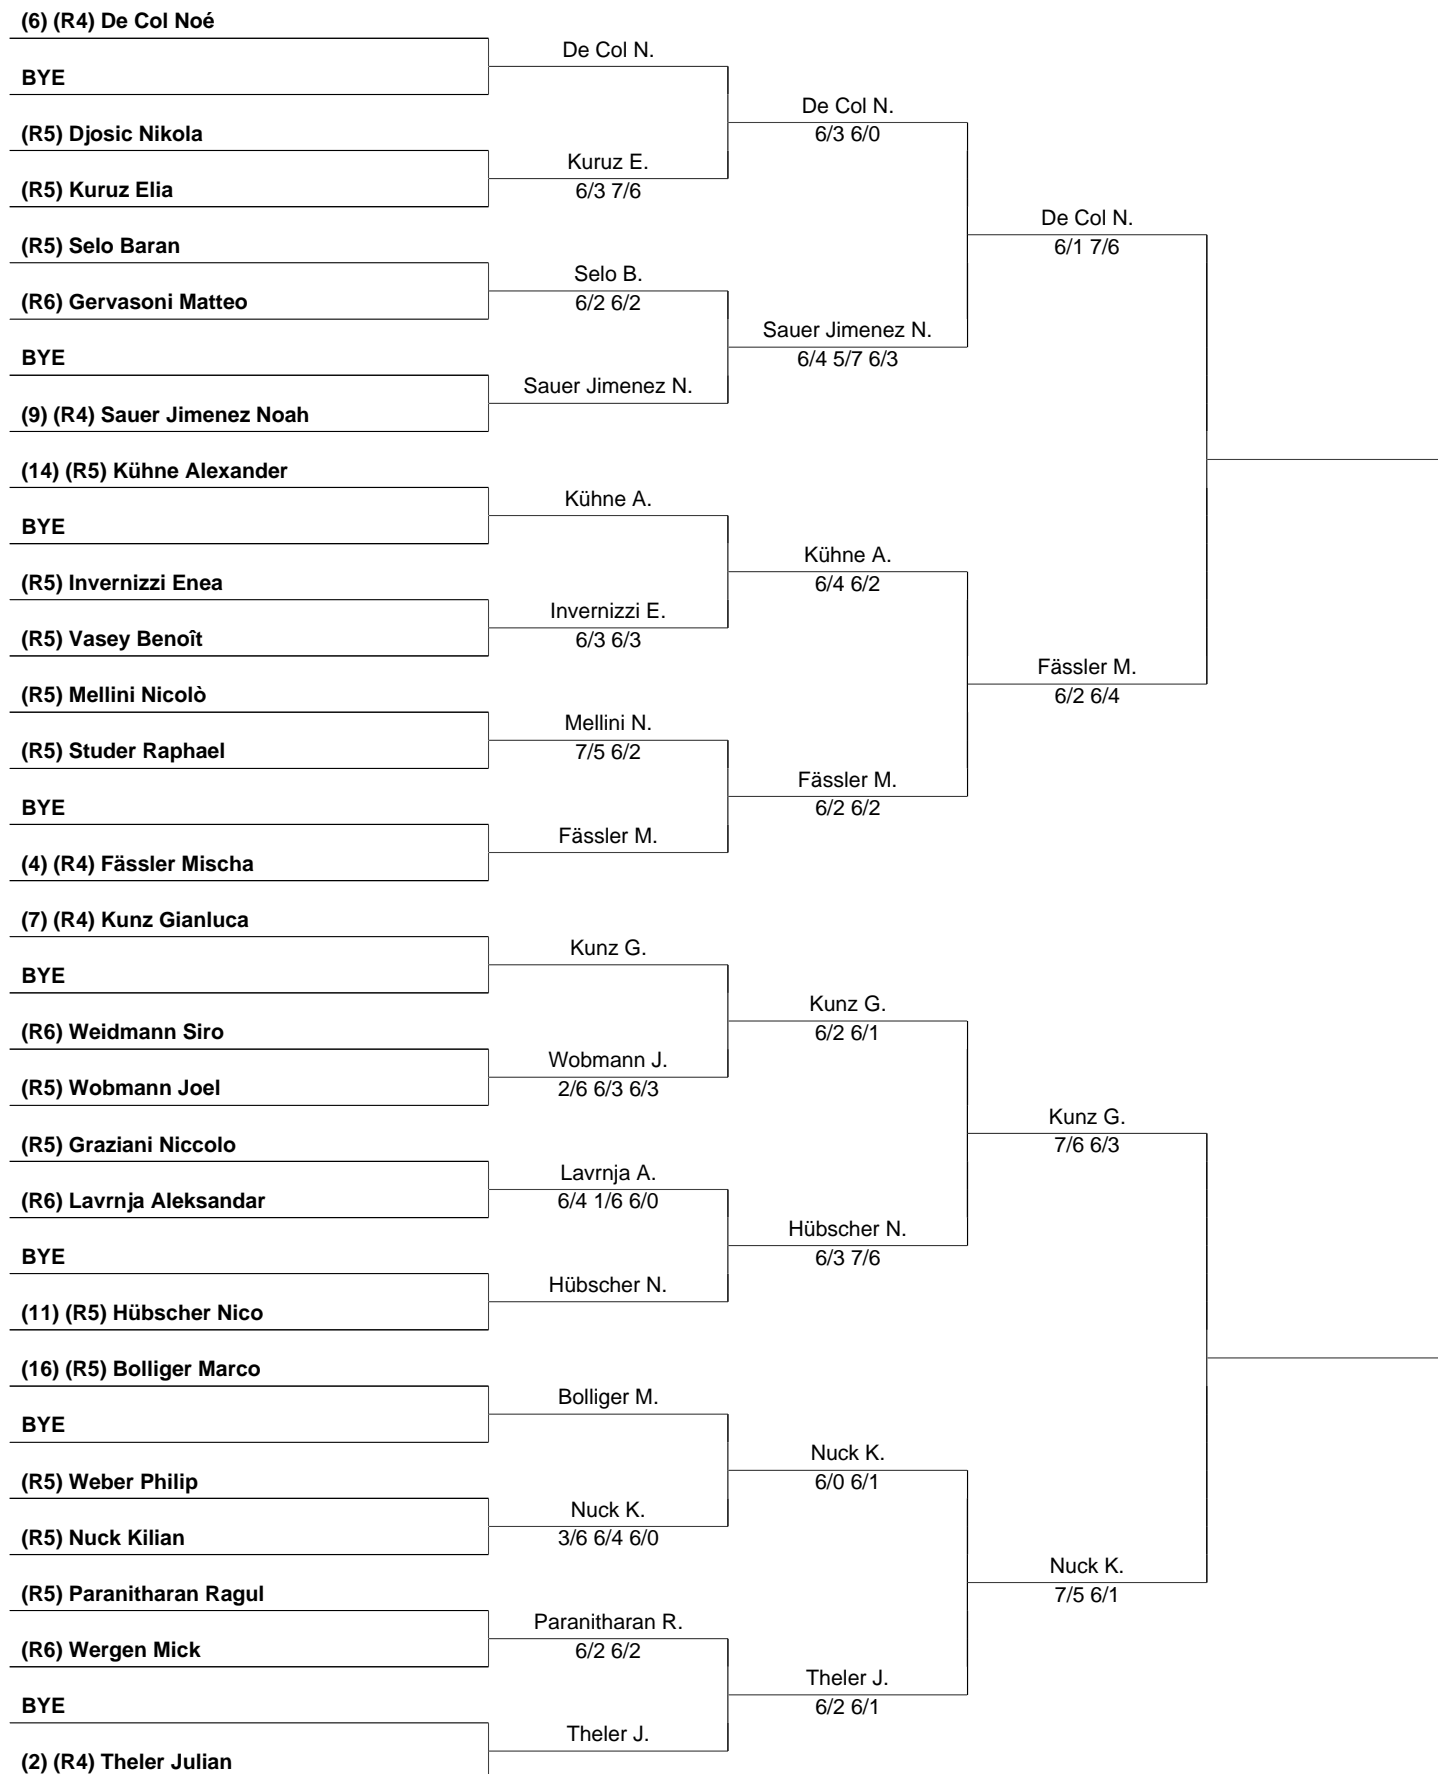 (6) (R4) De Col Noé
De Col N.
BYE
De Col N.
(R5) Djosic Nikola
6/3 6/0
Kuruz E.
(R5) Kuruz Elia
6/3 7/6
De Col N.
(R5) Selo Baran
6/1 7/6
Selo B.
(R6) Gervasoni Matteo
6/2 6/2
Sauer Jimenez N.
BYE
6/4 5/7 6/3
Sauer Jimenez N.
(9) (R4) Sauer Jimenez Noah
(14) (R5) Kühne Alexander
Kühne A.
BYE
Kühne A.
(R5) Invernizzi Enea
6/4 6/2
Invernizzi E.
(R5) Vasey Benoît
6/3 6/3
Fässler M.
(R5) Mellini Nicolò
6/2 6/4
Mellini N.
(R5) Studer Raphael
7/5 6/2
Fässler M.
BYE
6/2 6/2
Fässler M.
(4) (R4) Fässler Mischa
(7) (R4) Kunz Gianluca
Kunz G.
BYE
Kunz G.
(R6) Weidmann Siro
6/2 6/1
Wobmann J.
(R5) Wobmann Joel
2/6 6/3 6/3
Kunz G.
(R5) Graziani Niccolo
7/6 6/3
Lavrnja A.
(R6) Lavrnja Aleksandar
6/4 1/6 6/0
Hübscher N.
BYE
6/3 7/6
Hübscher N.
(11) (R5) Hübscher Nico
(16) (R5) Bolliger Marco
Bolliger M.
BYE
Nuck K.
(R5) Weber Philip
6/0 6/1
Nuck K.
(R5) Nuck Kilian
3/6 6/4 6/0
Nuck K.
(R5) Paranitharan Ragul
7/5 6/1
Paranitharan R.
(R6) Wergen Mick
6/2 6/2
Theler J.
BYE
6/2 6/1
Theler J.
(2) (R4) Theler Julian